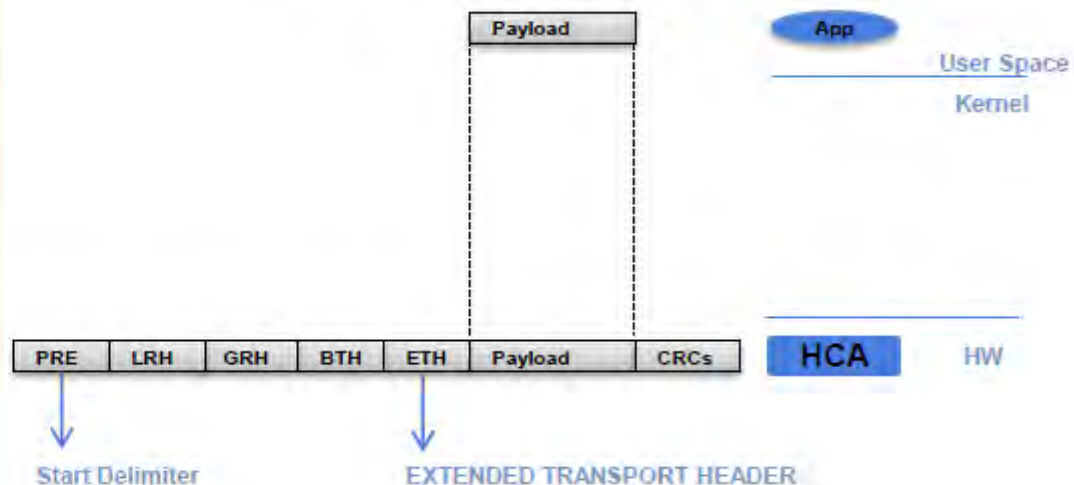 Payload
App
User Space
Kernel
PRE LRH GRH BTH ETH Payload CRCs
HCA
HW
Start Delimiter
EXTENDED TRANSPORT HEADER